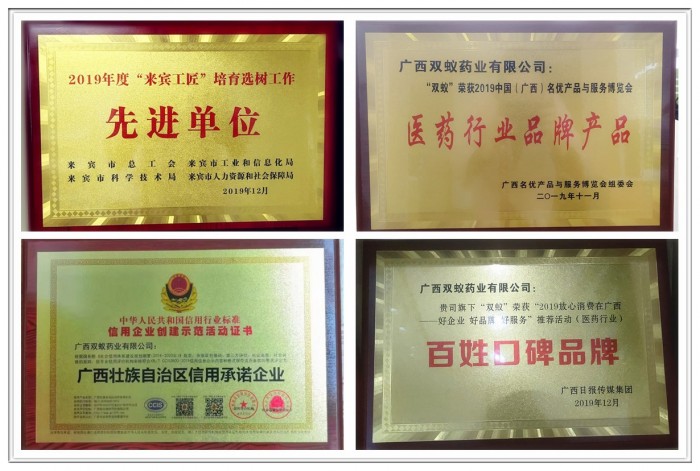 2019年度“来宾工匠”培育选树工作
先进单位
来宾市总工会 来宾市工业和信息化局
来宾市科学技术局 来宾市人力资源和社会保障局
2019年12月
广西双蚁药业有限公司：
“双蚁”荣获2019中国（广西）名优产品与服务博览会
医药行业品牌产品
广西名优产品与服务博览会组委会
二〇一九年十一月
中华人民共和国信用行业标准
信用企业创建示范活动证书
广西双蚁药业有限公司：
广西壮族自治区信用承诺企业
广西双蚁药业有限公司：
贵司旗下“双蚁”荣获“2019放心消费在广西
——好企业 好品牌 好服务”推荐活动（医药行业）
百姓口碑品牌
广西日报传媒集团
2019年12月